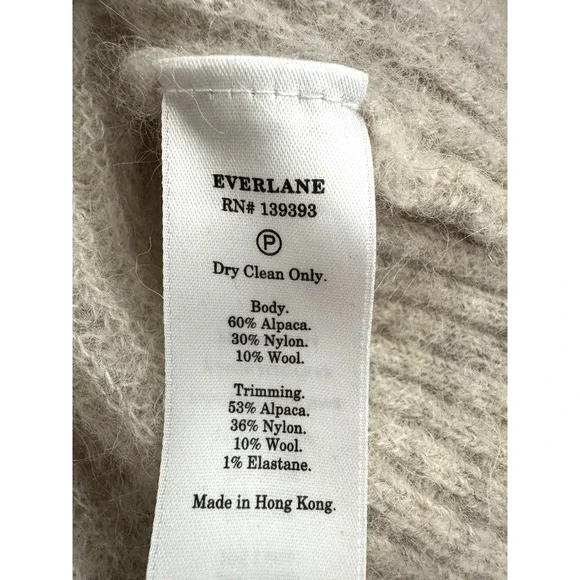 EVERLANE
RN# 139393
P
Dry Clean Only.
Body.
60% Alpaca.
30% Nylon.
10% Wool.
Trimming.
53% Alpaca.
36% Nylon.
10% Wool.
1% Elastane.
Made in Hong Kong.